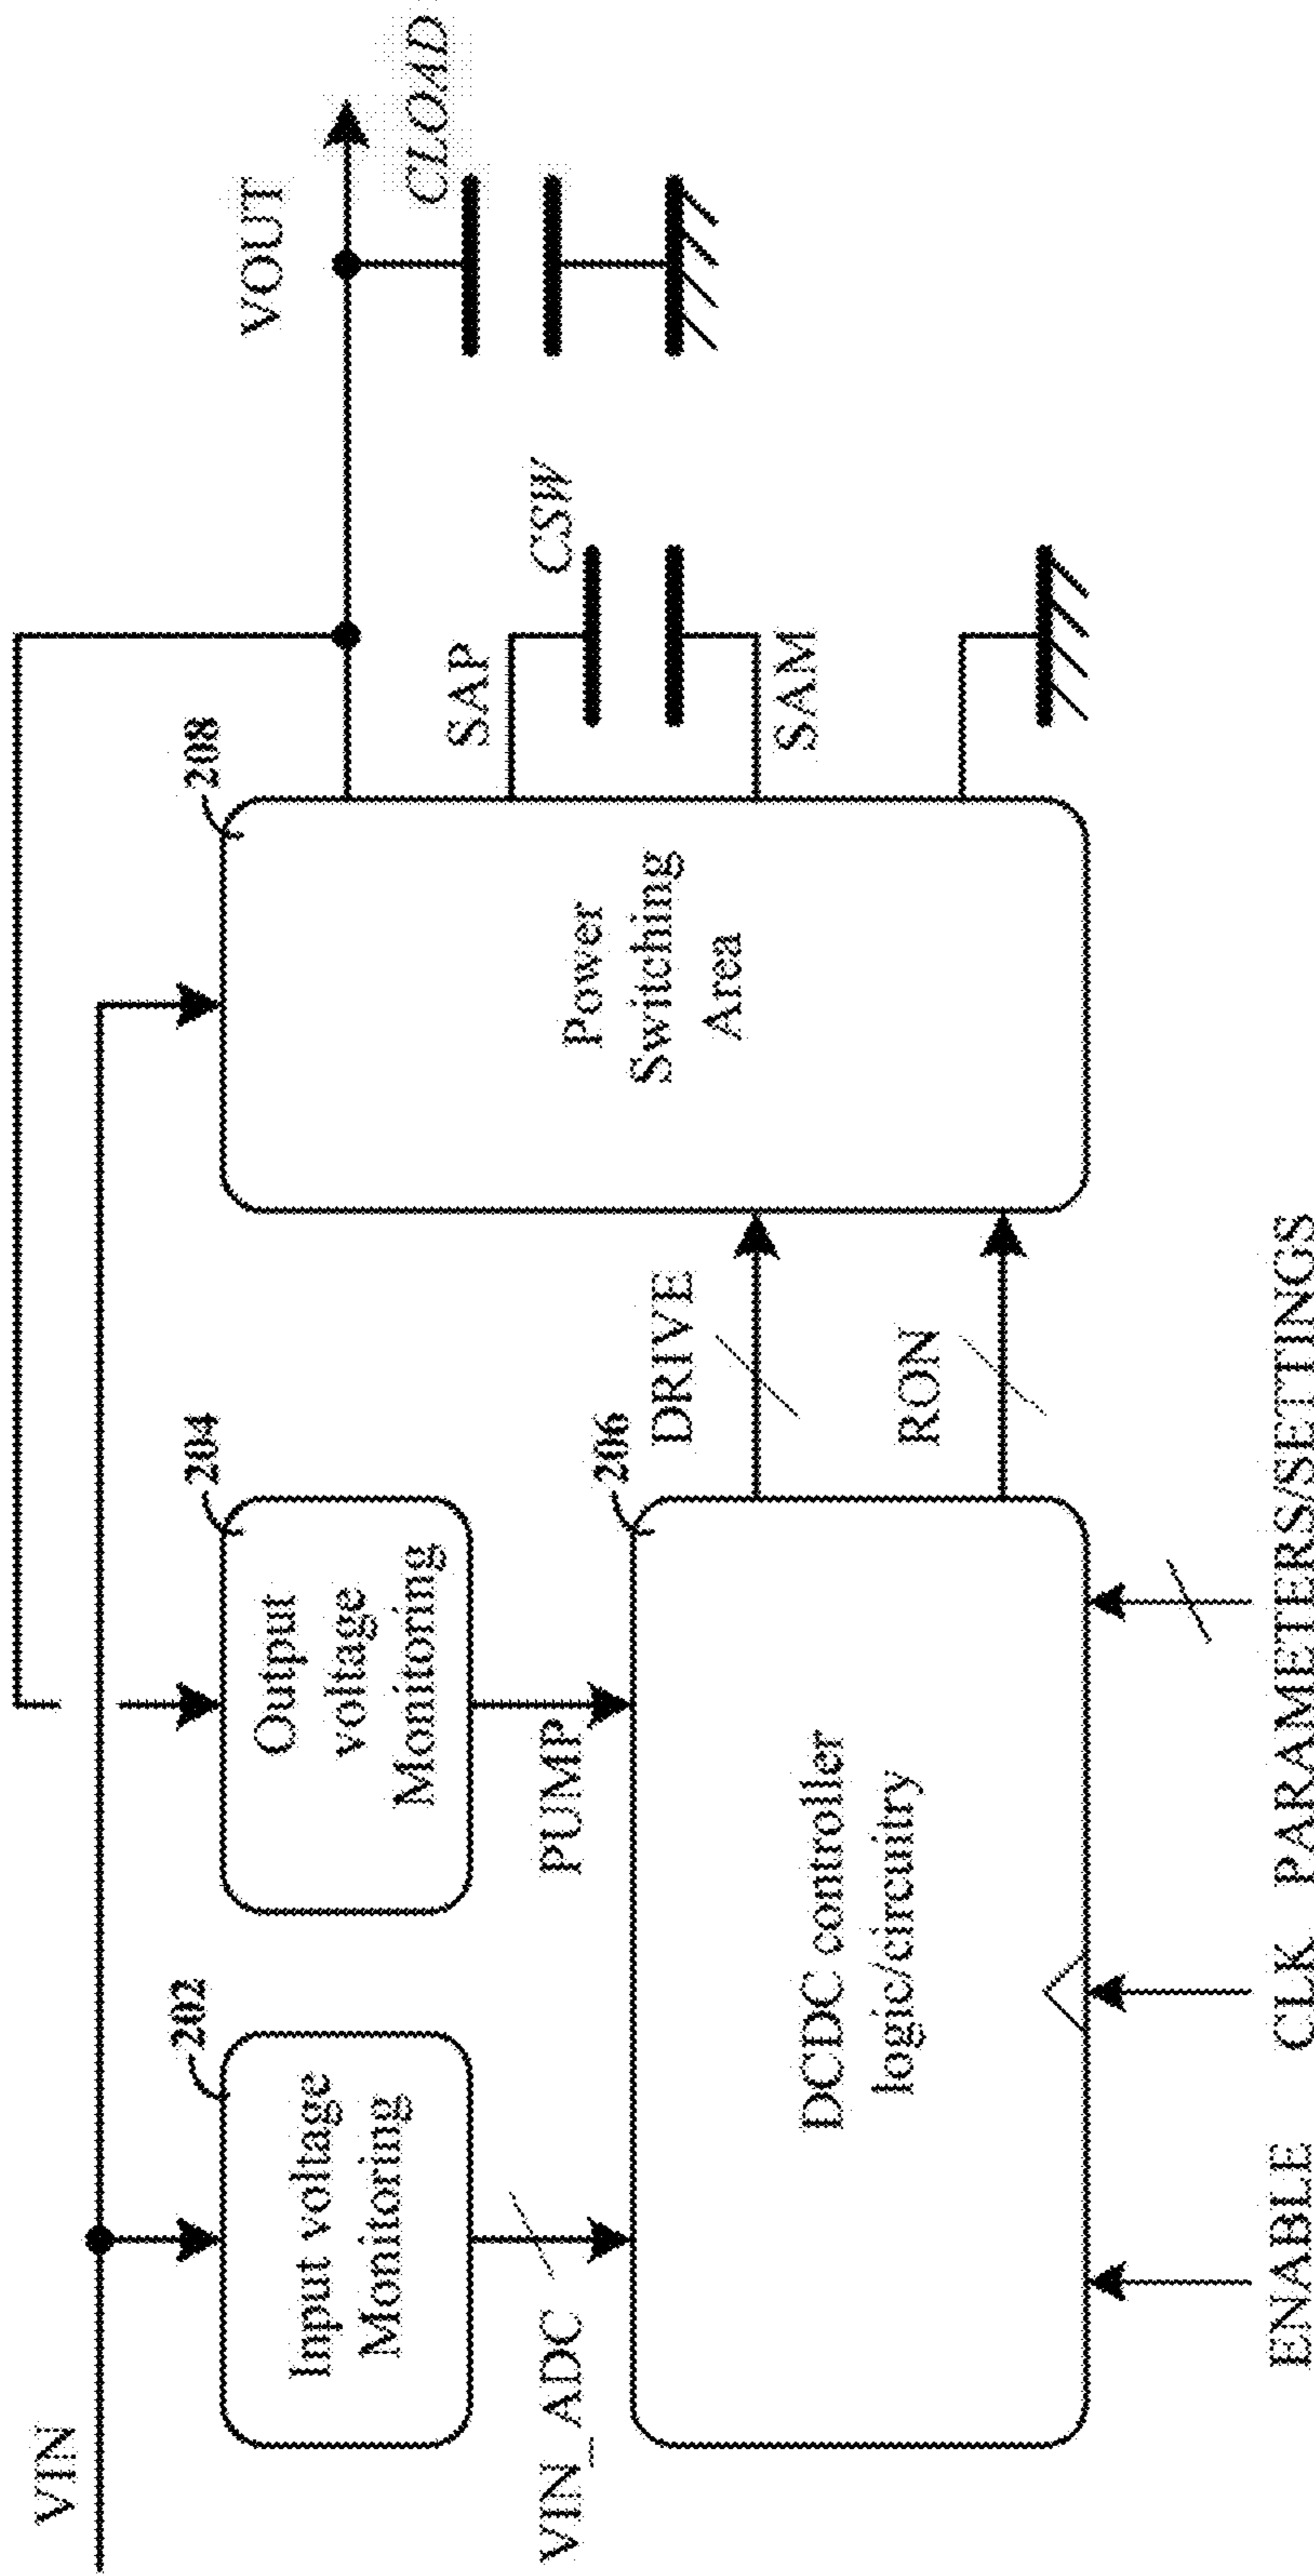 VIN
VOUT
202
Input voltage
Monitoring
204
Output
voltage
Monitoring
208
Power
Switching
Area
SAP
CSW
SAM
CLOAD
VIN_ADC
PUMP
206
DCDC controller
logic/circuitry
DRIVE
RON
ENABLE
CLK
PARAMETERS/SETTINGS